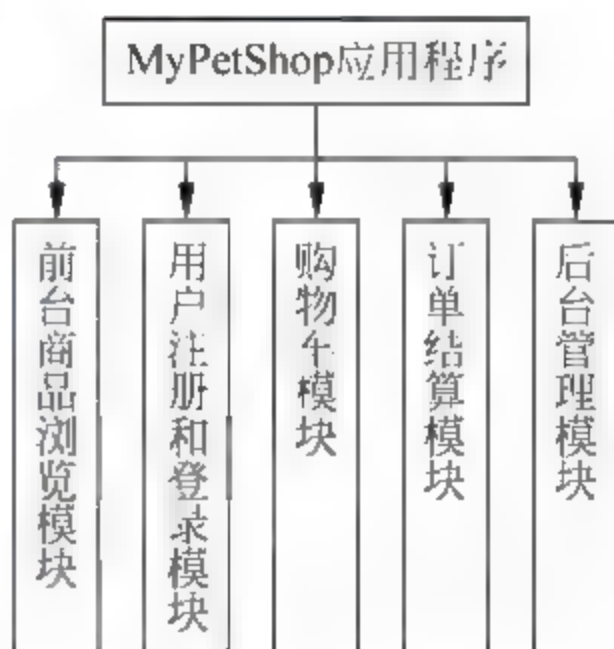 MyPetShop应用程序
前台商品浏览模块
用户注册和登录模块
购物车模块
订单结算模块
后台管理模块